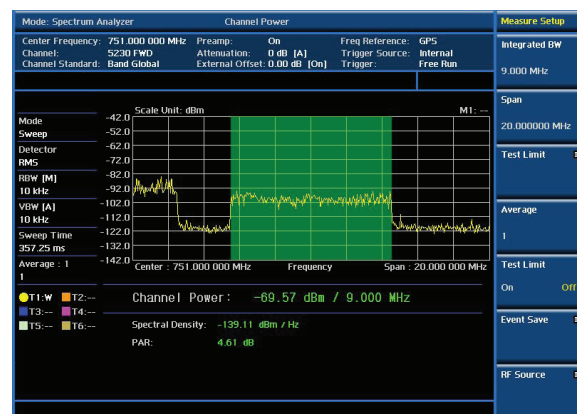 Mode: Spectrum Analyzer Channel Power Measure Setup
Center Frequency: 751.000 000 MHz Preamp: On Freq Reference: GPS
Channel: 5230 FWD Attenuation: 0 dB [A] Trigger Source: Internal
Channel Standard: Band Global External Offset: 0.00 dB [On] Trigger: Free Run
Integrated BW
9.000 MHz
Span
20.000000 MHz
Test Limit
Average
1
Test Limit
On Off
Event Save
RF Source
Mode
Sweep
Detector
RMS
RBW [M]
10 kHz
VBW [A]
10 kHz
Sweep Time
357.25 ms
Average : 1
1
T1:W T2:--
T3:-- T4:--
T5:-- T6:--
Scale Unit: dBm M1: --
-42.0
-52.0
-62.0
-72.0
-82.0
-92.0
-102.0
-112.0
-122.0
-132.0
-142.0
Center : 751.000 000 MHz Frequency Span : 20.000 000 MHz
Channel Power: -69.57 dBm / 9.000 MHz
Spectral Density: -139.11 dBm / Hz
PAR: 4.61 dB